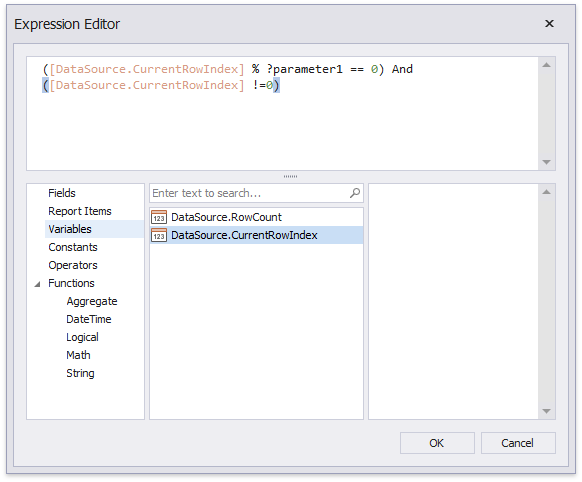 Expression Editor
([DataSource.CurrentRowIndex] % ?parameter1 == 0) And
([DataSource.CurrentRowIndex] !=0)
Fields
Report Items
Variables
Constants
Operators
Functions
Aggregate
DateTime
Logical
Math
String
Enter text to search...
123 DataSource.RowCount
123 DataSource.CurrentRowIndex
OK
Cancel